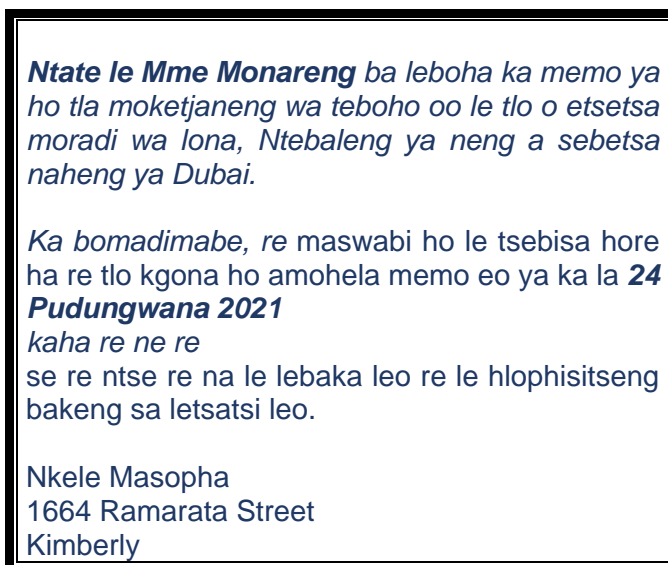 Ntate le Mme Monareng ba leboha ka memo ya
ho tla moketjaneng wa teboho oo le tlo o etsetsa
moradi wa lona, Ntebaleng ya neng a sebetsa
naheng ya Dubai.
Ka bomadimabe, re maswabi ho le tsebisa hore
ha re tlo kgona ho amohela memo eo ya ka la 24
Pudungwana 2021
kaha re ne re
se re ntse re na le lebaka leo re le hlophisitseng
bakeng sa letsatsi leo.
Nkele Masopha
1664 Ramarata Street
Kimberly